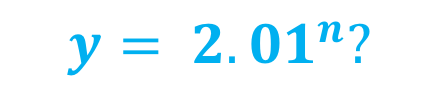 y = 2.01ⁿ?